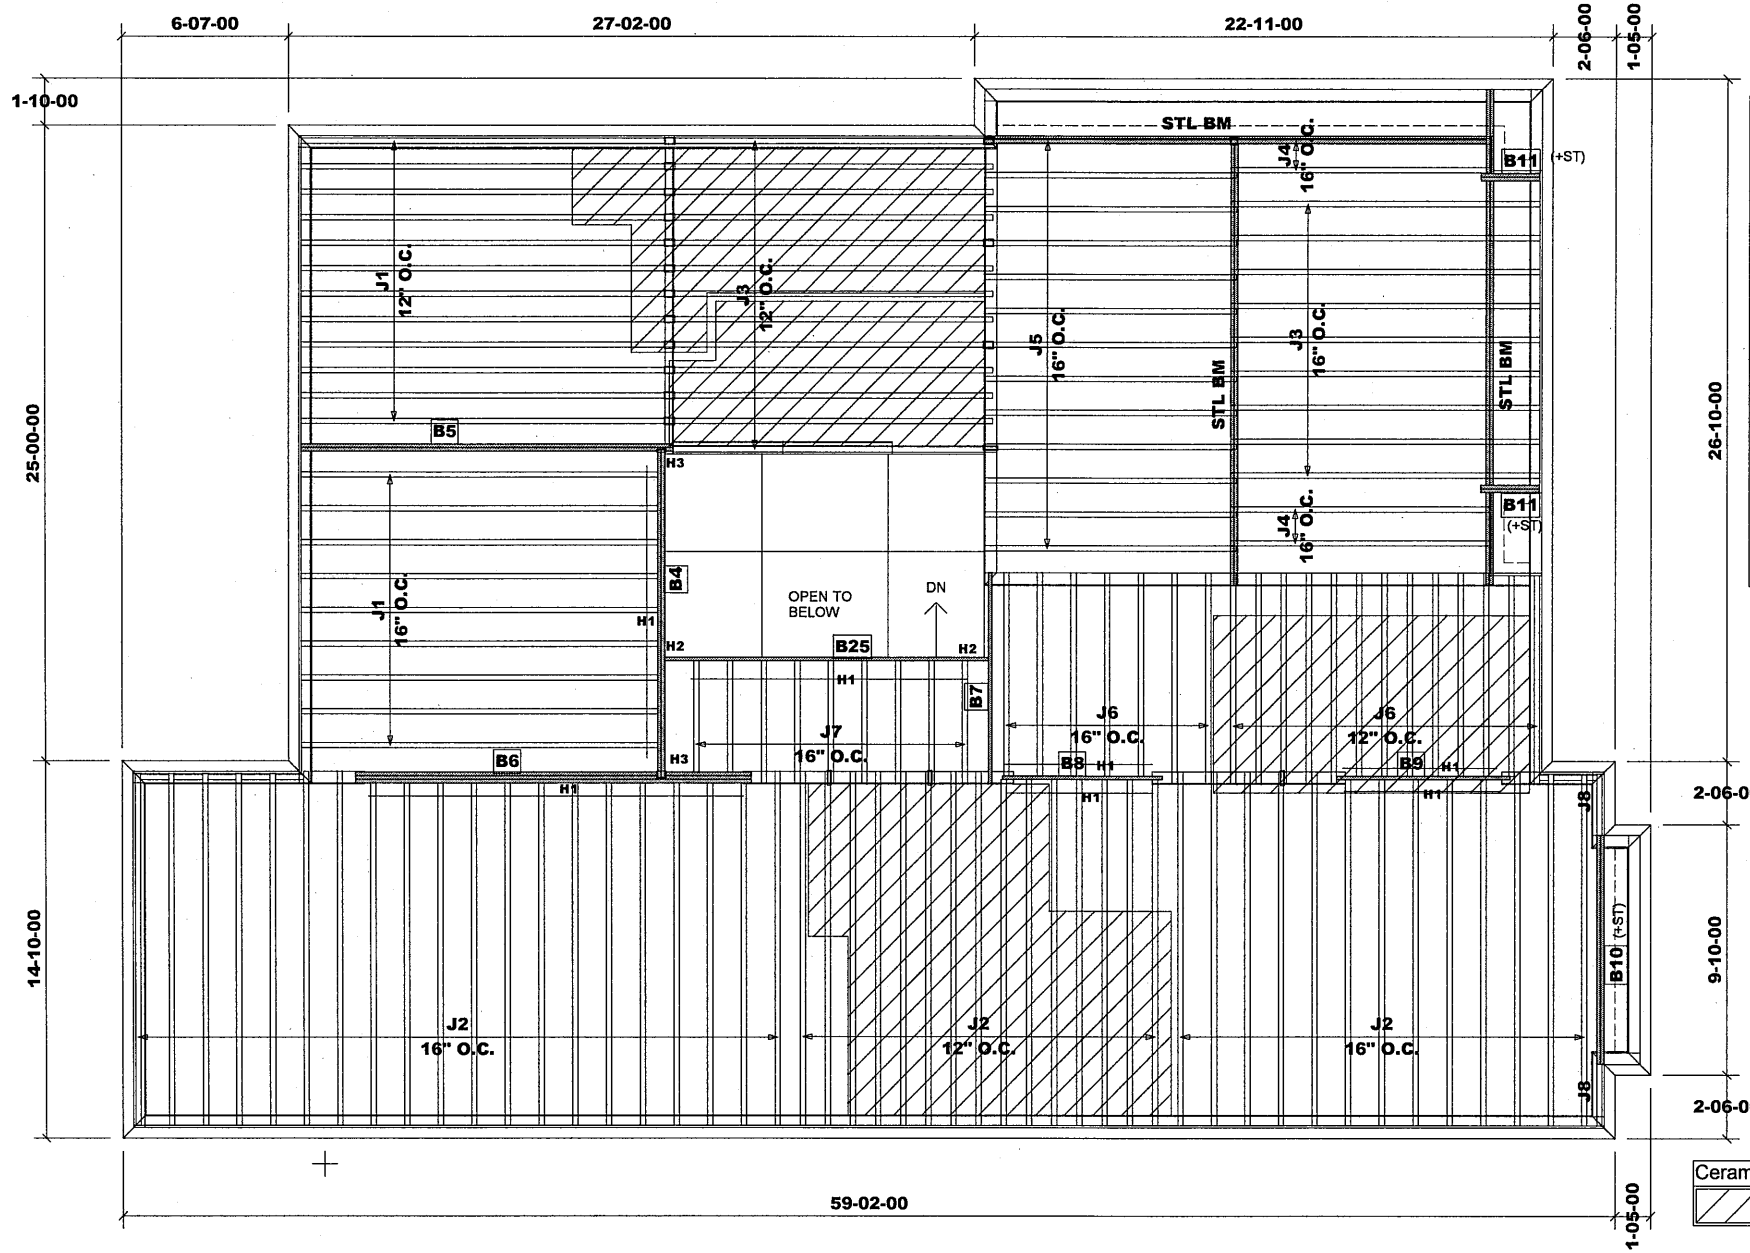 6-07-00
27-02-00
22-11-00
2-06-00
1-05-00
1-10-00
STL BM
J4
16" O.C.
B11
(+ST)
J1
12" O.C.
J3
12" O.C.
J5
16" O.C.
J3
16" O.C.
STL BM
STL BM
26-10-00
25-00-00
B5
H3
B11
(+ST)
J4
16" O.C.
J1
16" O.C.
B4
H1
OPEN TO
BELOW
DN
H2
B25
H2
H1
B7
J7
16" O.C.
J6
16" O.C.
J6
12" O.C.
B6
H3
B8
H1
B9
H1
H1
H1
H1
J8
2-06-0
14-10-00
B10 (+ST)
9-10-00
J2
16" O.C.
J2
12" O.C.
J2
16" O.C.
J8
2-06-0
Ceram
59-02-00
1-05-00